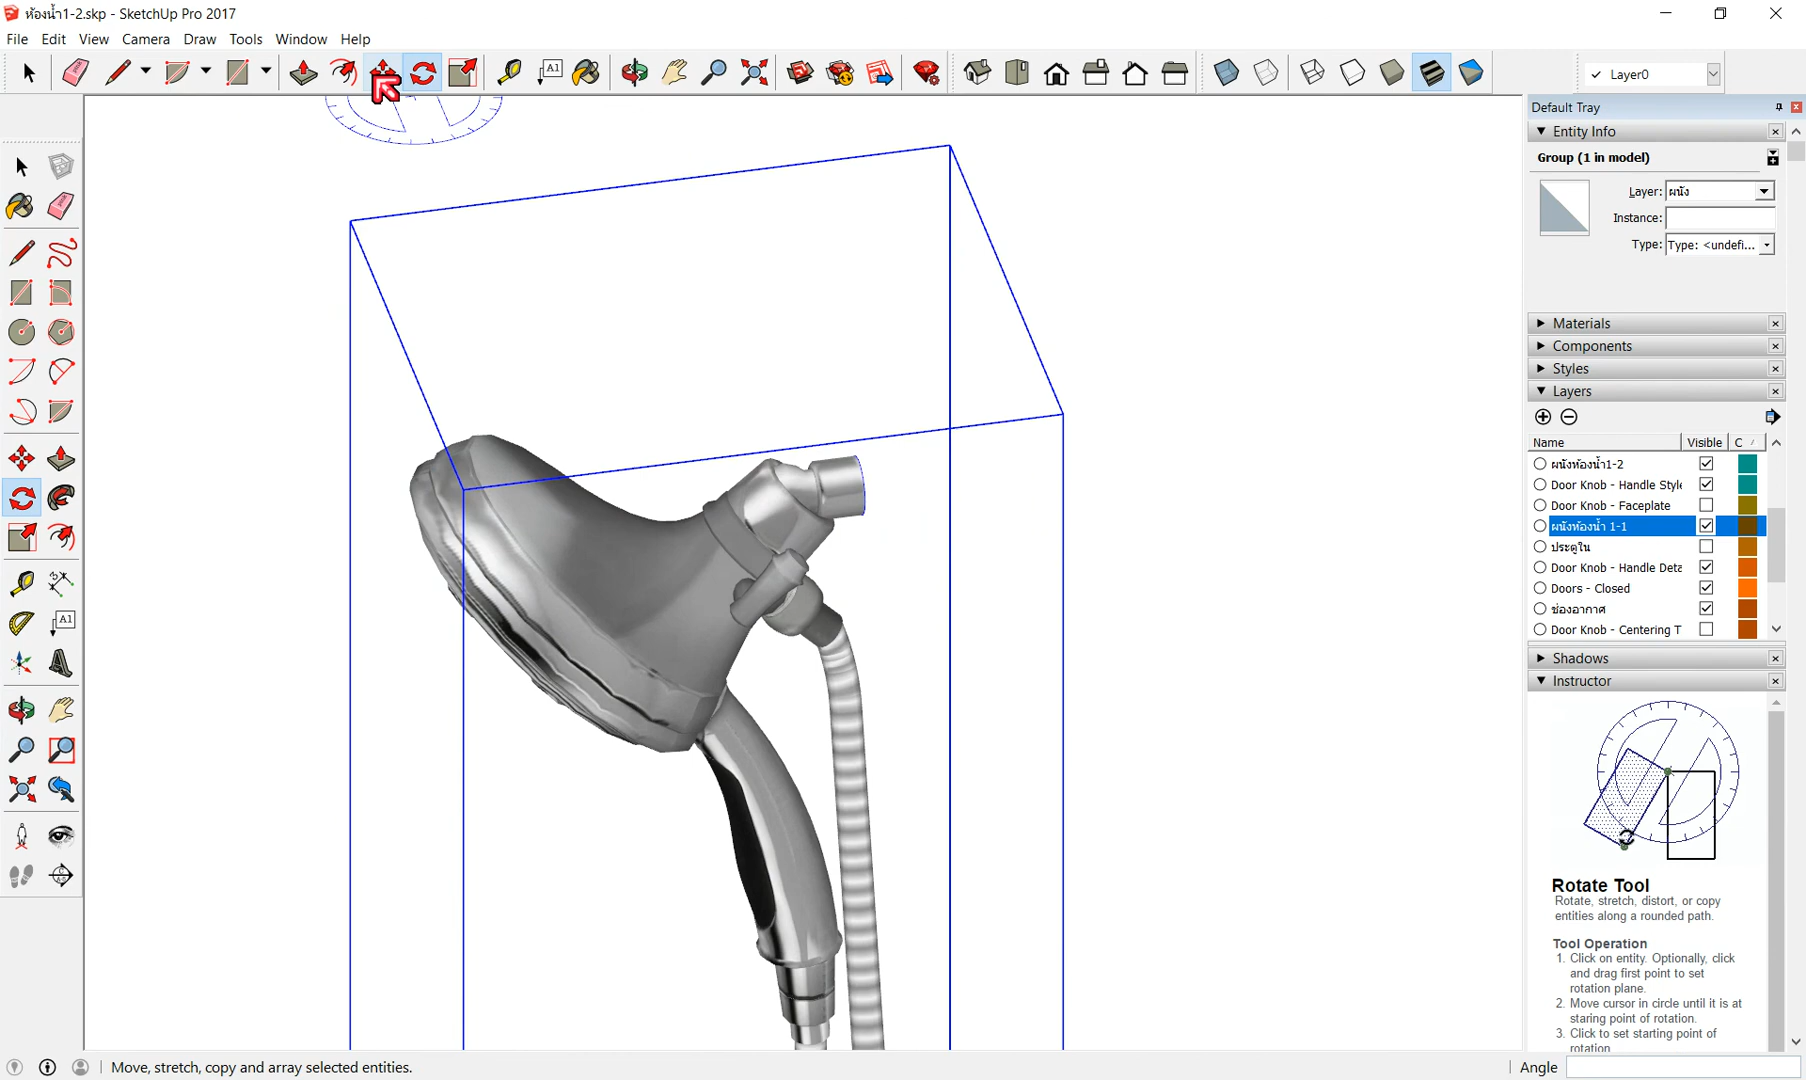 ห้องน้ำ1-2.skp - SketchUp Pro 2017
File Edit View Camera Draw Tools Window Help
A1
✓ Layer0
Default Tray
Entity Info
Group (1 in model)
Layer: ผนัง
Instance:
Type: Type: <undefi...
Materials
Components
Styles
Layers
Name Visible C
ผนังห้องน้ำ1-2
Door Knob - Handle Style
Door Knob - Faceplate
ผนังห้องน้ำ 1-1
ประตูใน
Door Knob - Handle Deta
Doors - Closed
ช่องอากาศ
Door Knob - Centering T
Shadows
Instructor
A1
Rotate Tool
Rotate, stretch, distort, or copy
entities along a rounded path.
Tool Operation
1. Click on entity. Optionally, click
and drag first point to set
rotation plane.
2. Move cursor in circle until it is at
staring point of rotation.
3. Click to set starting point of
rotation
Move, stretch, copy and array selected entities.
Angle